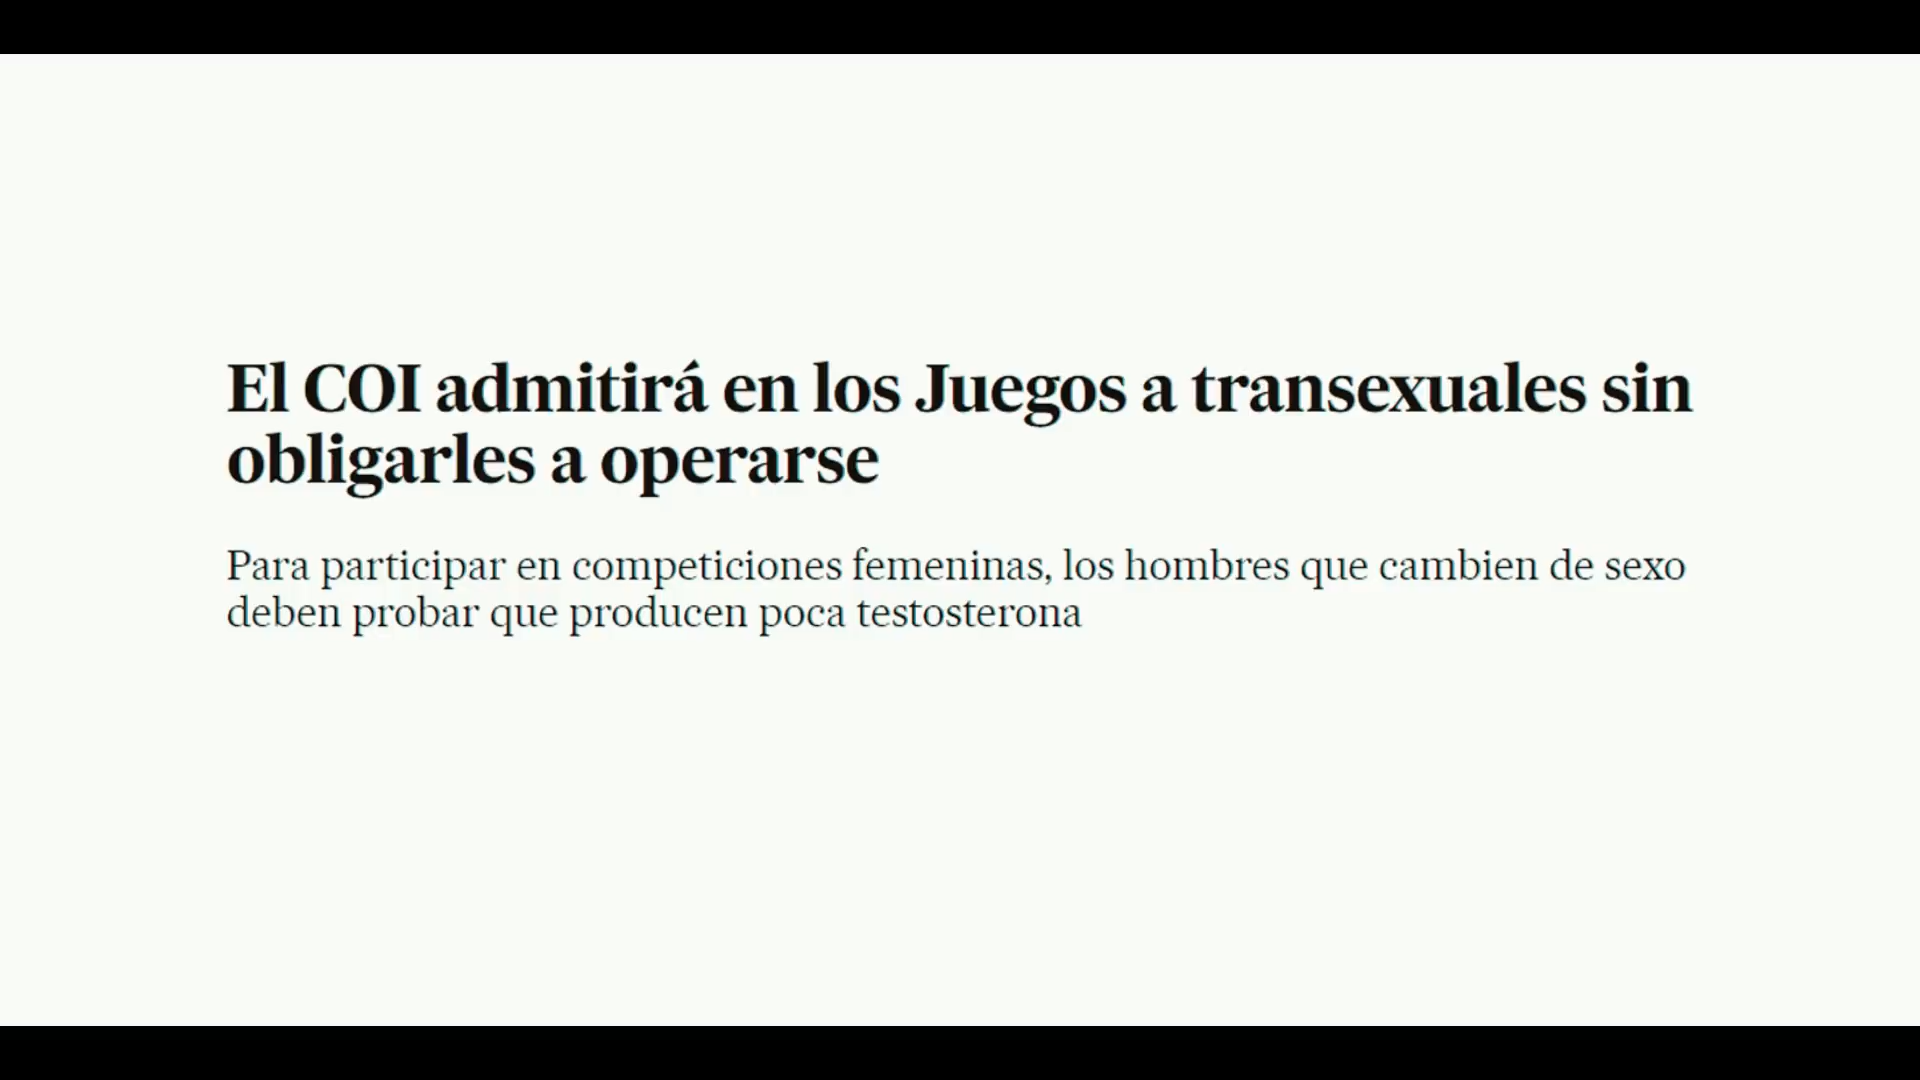 El COI admitirá en los Juegos a transexuales sin
obligarles a operarse
Para participar en competiciones femeninas, los hombres que cambien de sexo
deben probar que producen poca testosterona